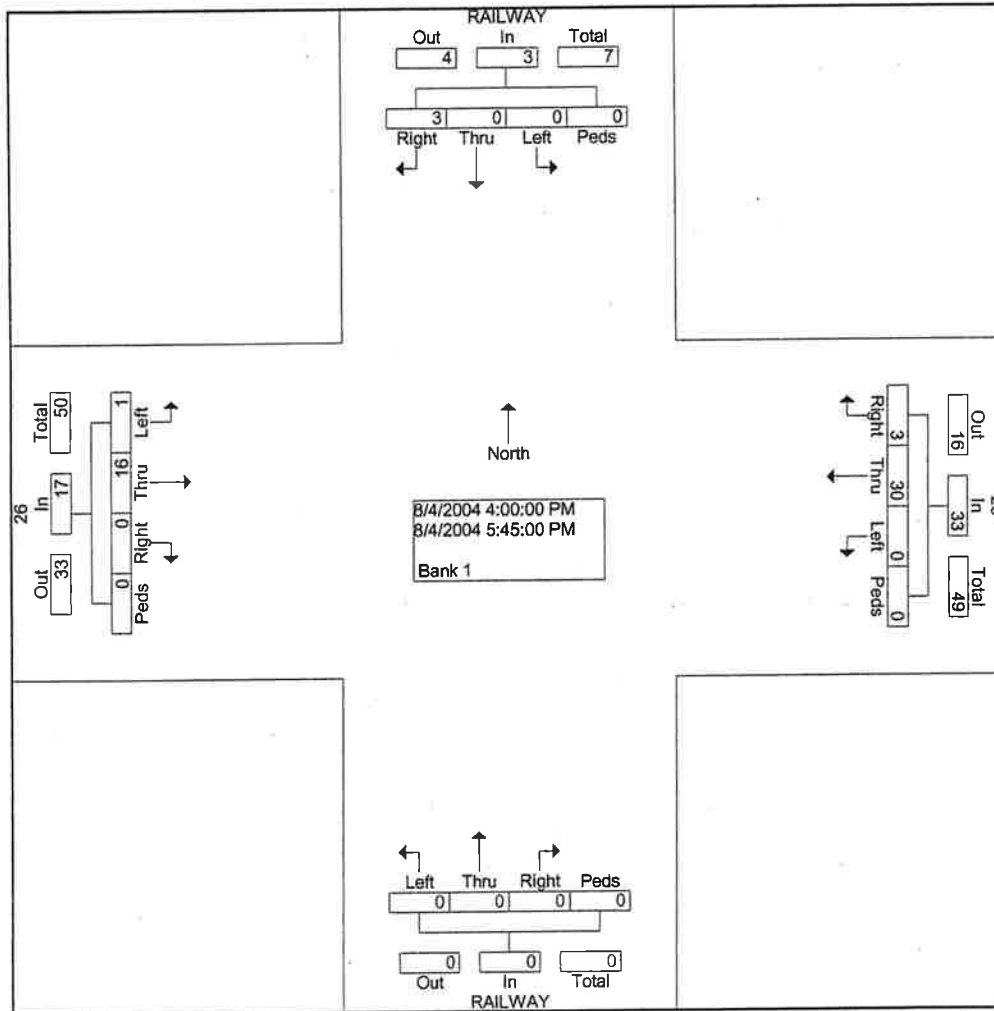 RAILWAY
Out In Total
4 3 7
3 0 0 0
Right Thru Left Peds
26
Total In Out
50 17 33
1 16 0 0
Left Thru Right Peds
North
8/4/2004 4:00:00 PM
8/4/2004 5:45:00 PM
Bank 1
Right Thru Left Peds
3 30 0 0
Out In Total
16 33 49
Left Thru Right Peds
0 0 0 0
0 0 0
Out In Total
RAILWAY